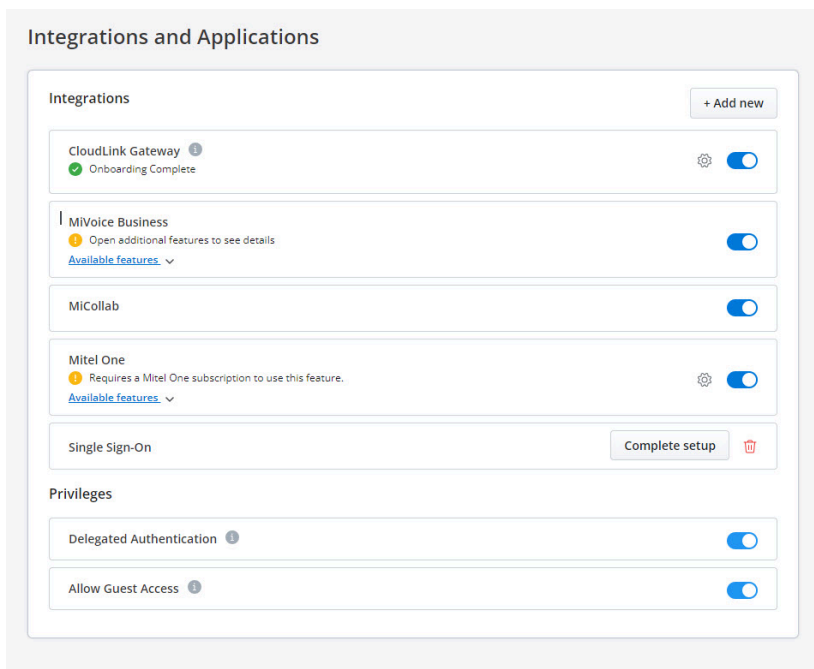 Integrations and Applications
Integrations
+ Add new
CloudLink Gateway
Onboarding Complete
MiVoice Business
Open additional features to see details
Available features
MiCollab
Mitel One
Requires a Mitel One subscription to use this feature.
Available features
Single Sign-On
Complete setup
Privileges
Delegated Authentication
Allow Guest Access